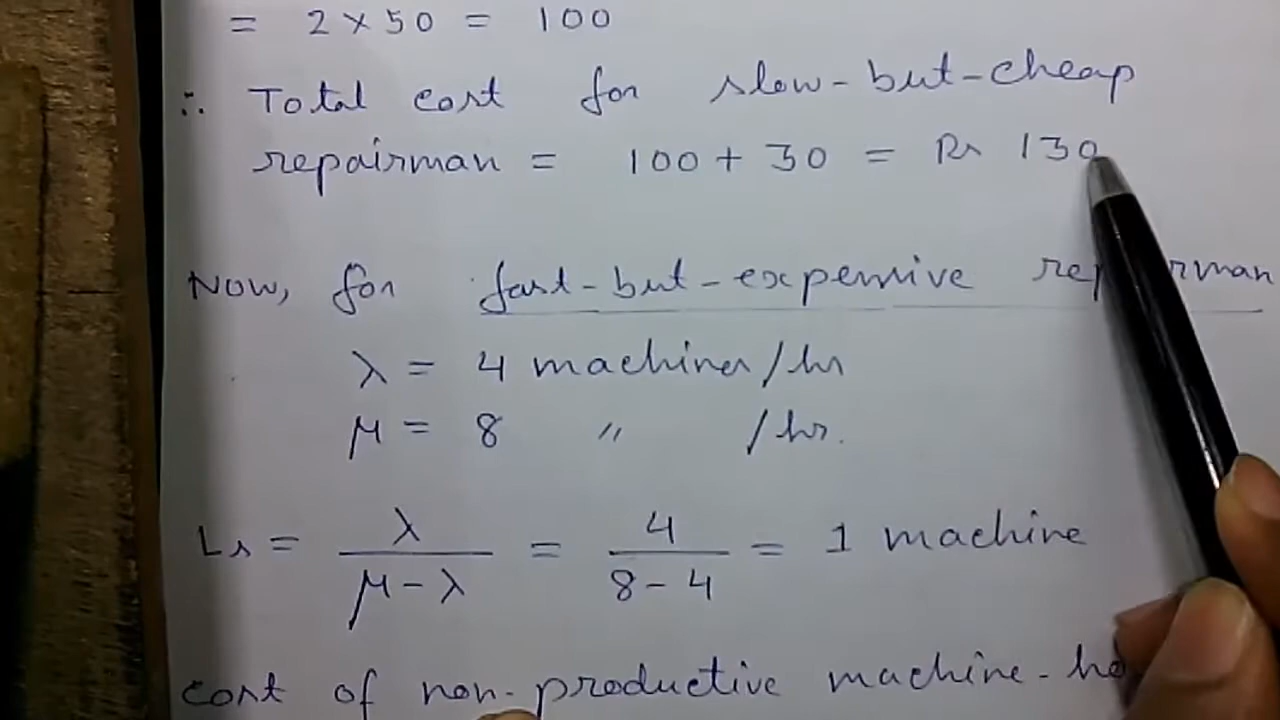 = 2 × 50 = 100
∴ Total cost for slow-but-cheap
repairman = 100 + 30 = Rs 130
Now, for fast-but-expensive repairman
λ = 4 machines/hr
μ = 8 " /hr.
Ls = λ / (μ - λ) = 4 / (8 - 4) = 1 machine
cost of non-productive machine-